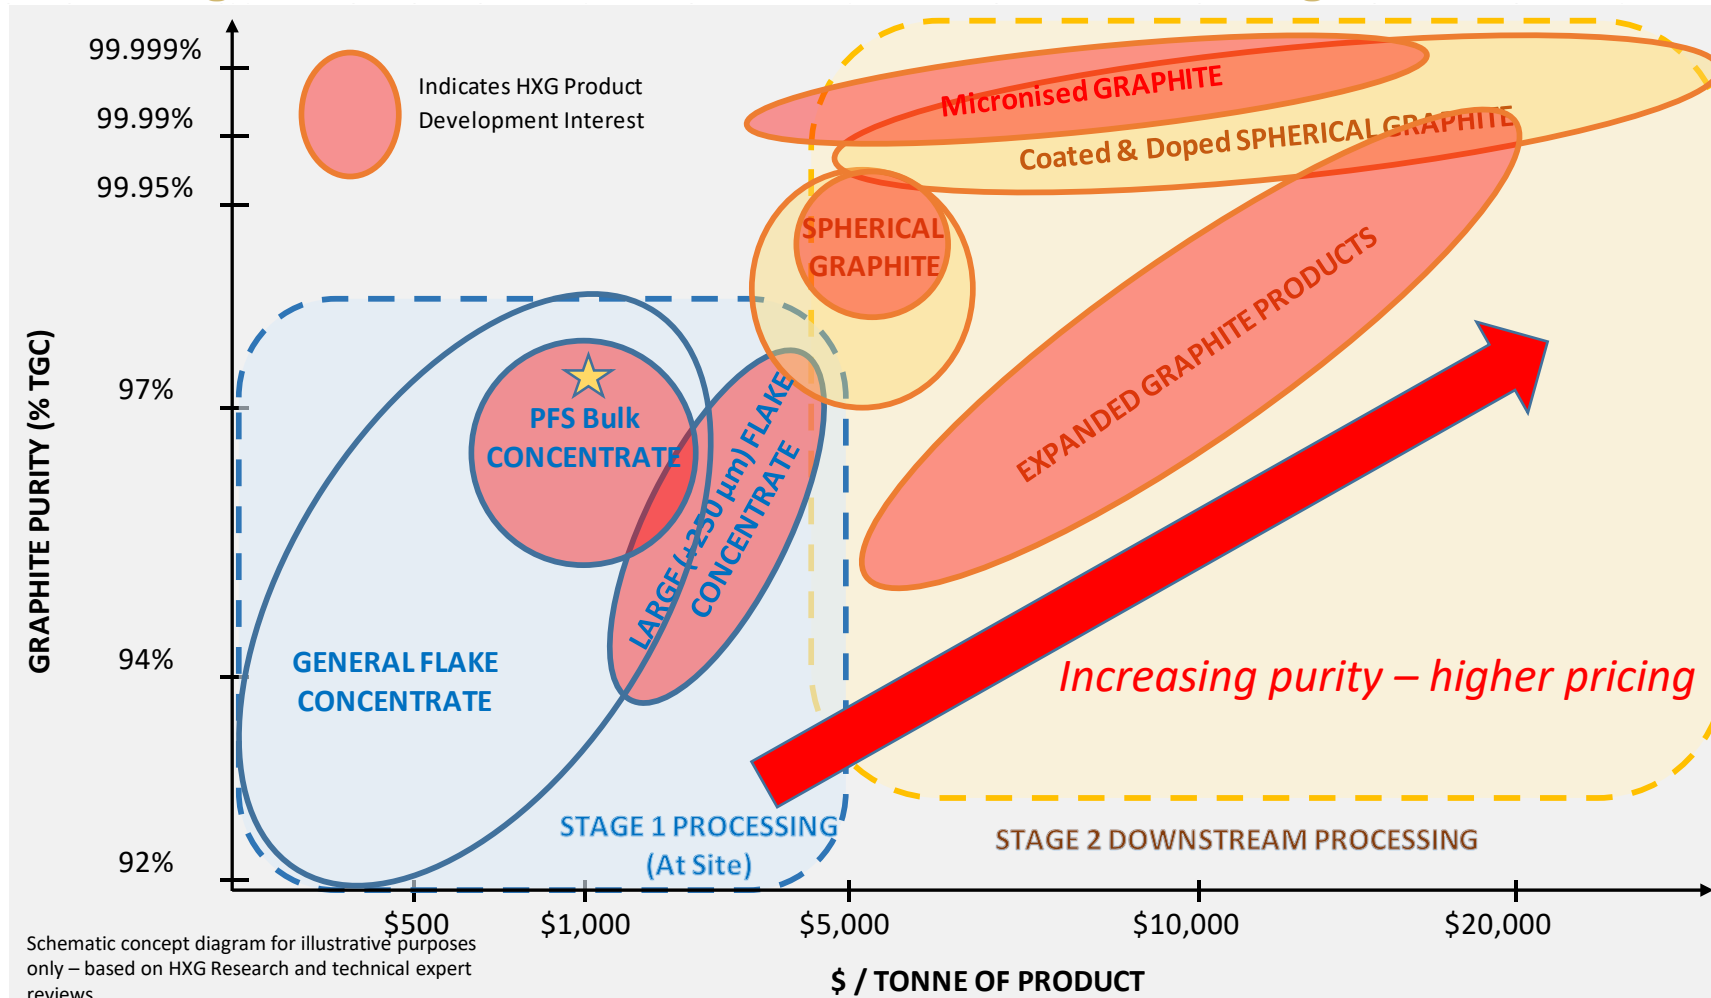 99.999%
99.99%
99.95%
97%
94%
92%
GRAPHITE PURITY (% TGC)
Indicates HXG Product
Development Interest
Micronised GRAPHITE
Coated & Doped SPHERICAL GRAPHITE
SPHERICAL
GRAPHITE
EXPANDED GRAPHITE PRODUCTS
PFS Bulk
CONCENTRATE
LARGE (+250 µm) FLAKE
CONCENTRATE
GENERAL FLAKE
CONCENTRATE
Increasing purity – higher pricing
STAGE 1 PROCESSING
(At Site)
STAGE 2 DOWNSTREAM PROCESSING
$500
$1,000
$5,000
$10,000
$20,000
$ / TONNE OF PRODUCT
Schematic concept diagram for illustrative purposes
only – based on HXG Research and technical expert
reviews